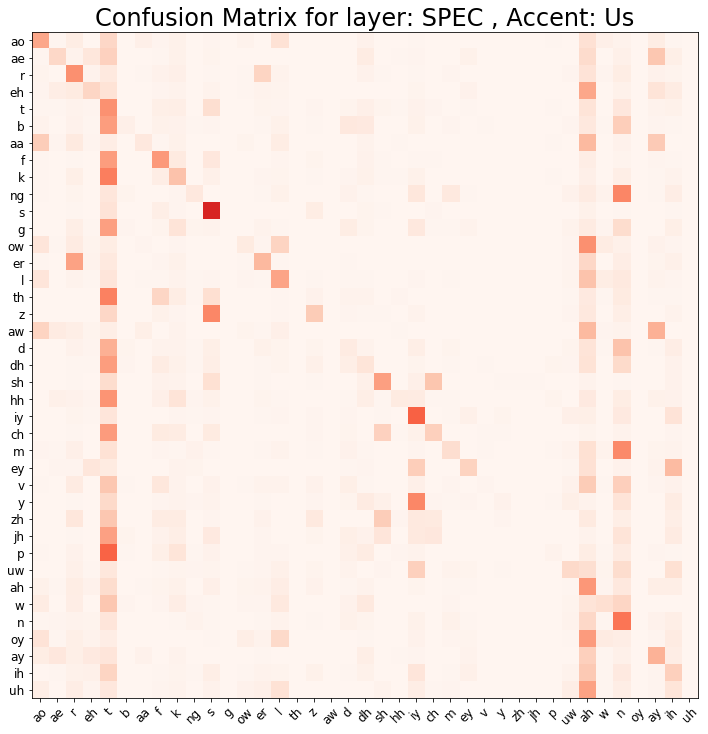 Confusion Matrix for layer: SPEC , Accent: Us
ao
ae
r
eh
t
b
aa
f
k
ng
s
g
ow
er
l
th
z
aw
d
dh
sh
hh
iy
ch
m
ey
v
y
zh
jh
p
uw
ah
w
n
oy
ay
ih
uh
ao ae r eh t b aa f k ng s g ow er l th z aw d dh sh hh iy ch m ey v y zh jh p uw ah w n oy ay ih uh